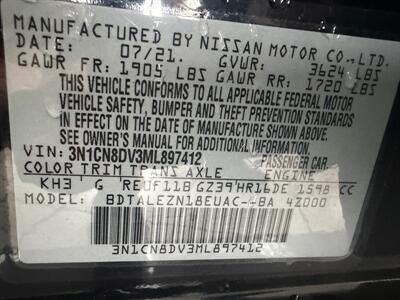 MANUFACTURED BY NISSAN MOTOR CO., LTD.
DATE: 07/21. GVWR: 3624 LBS
GAWR FR: 1905 LBS GAWR RR: 1720 LBS
THIS VEHICLE CONFORMS TO ALL APPLICABLE FEDERAL MOTOR
VEHICLE SAFETY, BUMPER AND THEFT PREVENTION STANDARDS
IN EFFECT ON THE DATE OF MANUFACTURE SHOWN ABOVE.
SEE OWNER'S MANUAL FOR ADDITIONAL INFORMATION.
VIN: 3N1CN8DV3ML897412 PASSENGER CAR
COLOR TRIM TRANS AXLE ENGINE
KH3 G REOF11B GZ39 HR16DE 1598 CC
MODEL: BDTALEZN18EUAC--BA 4Z000
3N1CN8DV3ML897412